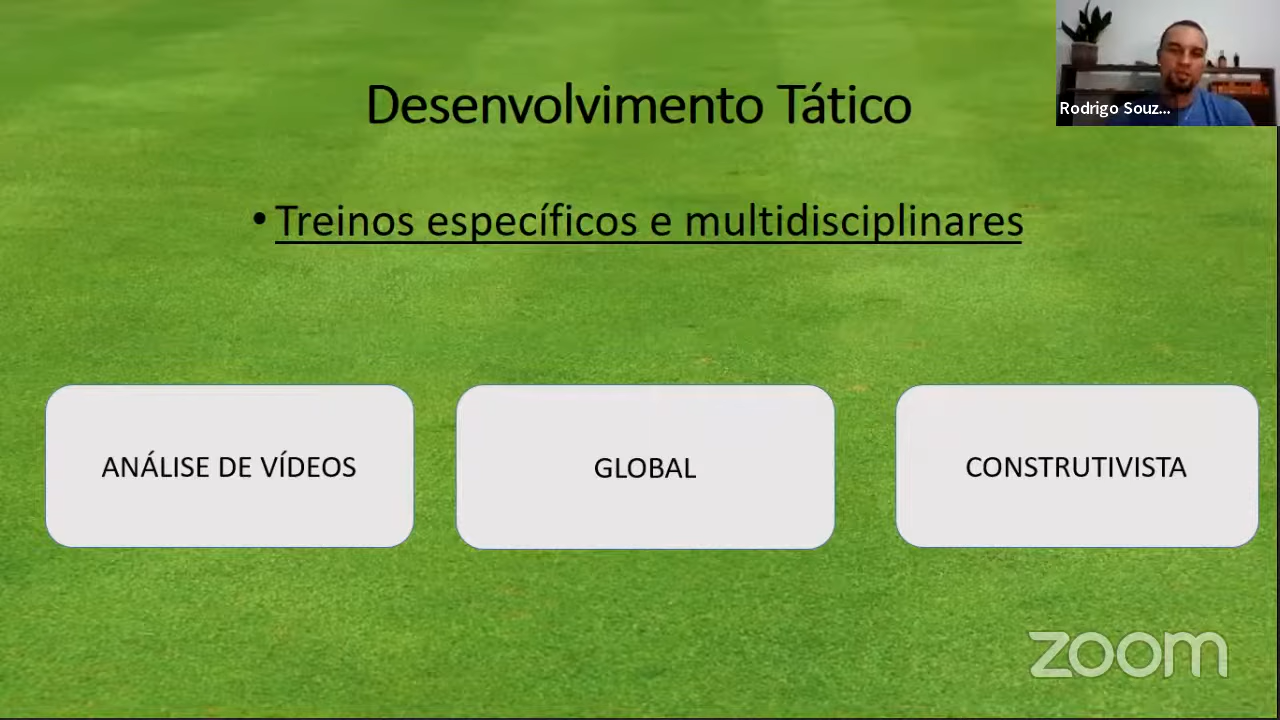 Desenvolvimento Tático
Rodrigo Souz...
• Treinos específicos e multidisciplinares
ANÁLISE DE VÍDEOS
GLOBAL
CONSTRUTIVISTA
zoom